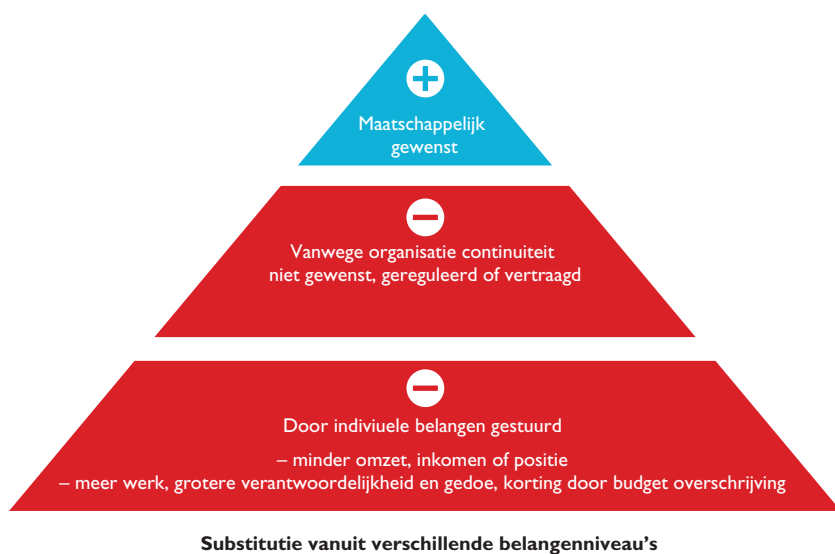 Maatschappelijk
gewenst
Vanwege organisatie continuiteit
niet gewenst, gereguleerd of vertraagd
Door indiviuele belangen gestuurd
– minder omzet, inkomen of positie
– meer werk, grotere verantwoordelijkheid en gedoe, korting door budget overschrijving
Substitutie vanuit verschillende belangenniveau's